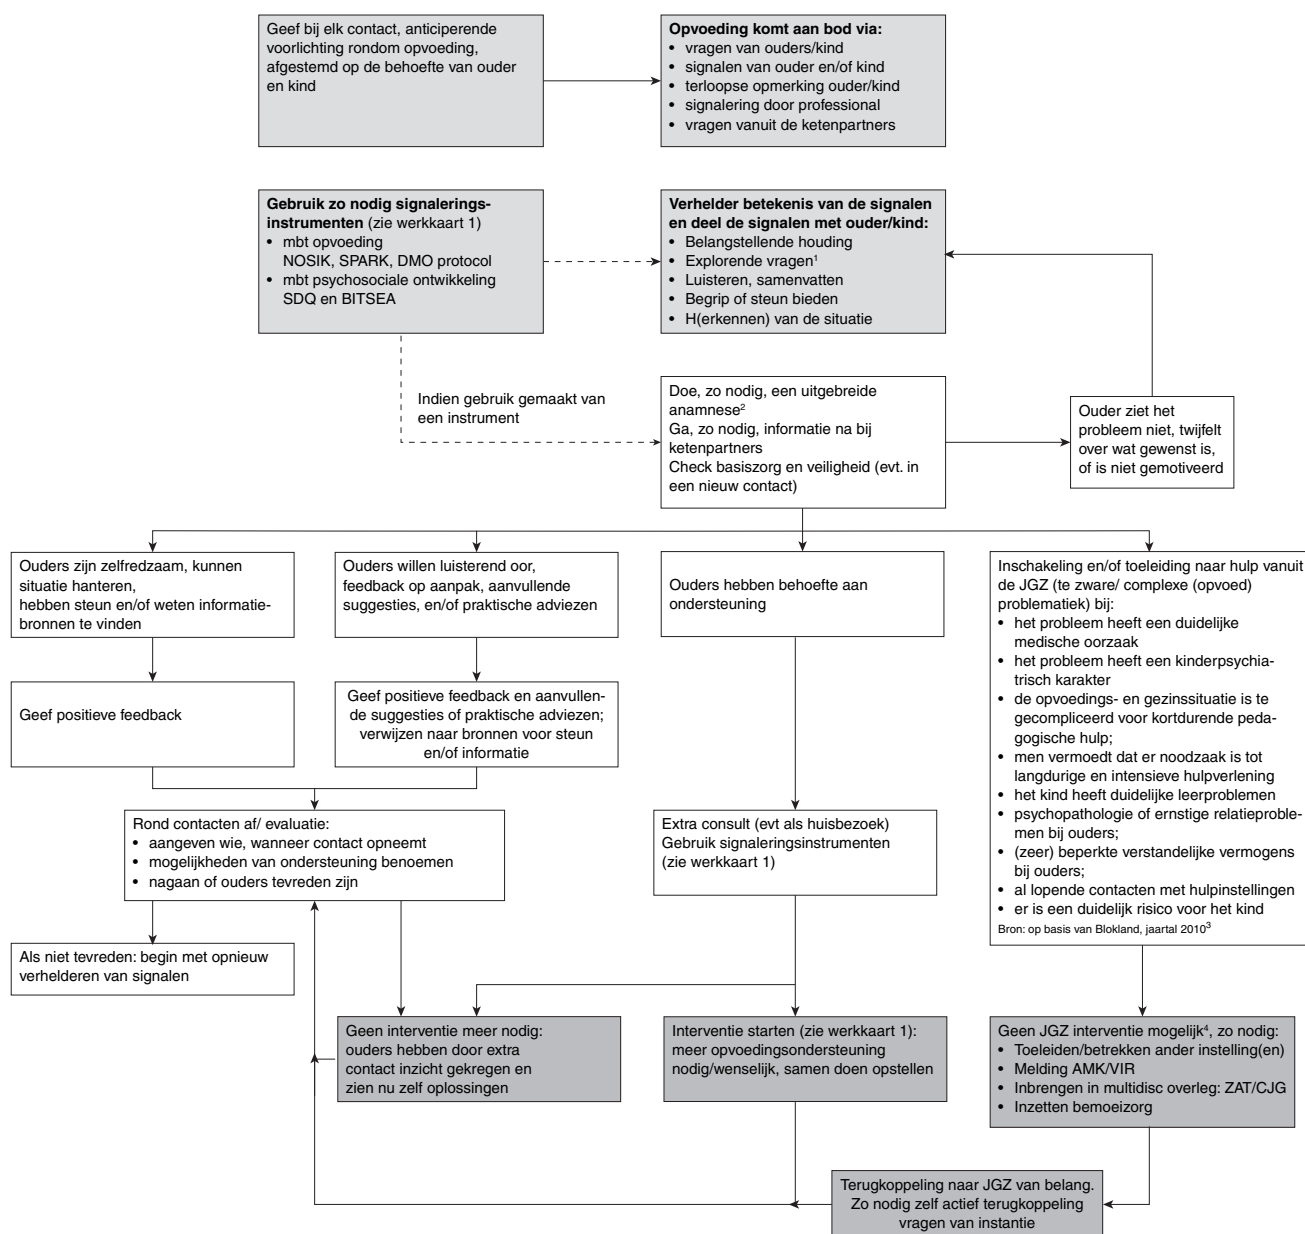 Geef bij elk contact, anticiperende
voorlichting rondom opvoeding,
afgestemd op de behoefte van ouder
en kind
Opvoeding komt aan bod via:
• vragen van ouders/kind
• signalen van ouder en/of kind
• terloopse opmerking ouder/kind
• signalering door professional
• vragen vanuit de ketenpartners
Gebruik zo nodig signalerings-
instrumenten (zie werkkaart 1)
• mbt opvoeding
NOSIK, SPARK, DMO protocol
• mbt psychosociale ontwikkeling
SDQ en BITSEA
Verhelder betekenis van de signalen
en deel de signalen met ouder/kind:
• Belangstellende houding
• Explorende vragen¹
• Luisteren, samenvatten
• Begrip of steun bieden
• H(erkennen) van de situatie
Indien gebruik gemaakt van
een instrument
Doe, zo nodig, een uitgebreide
anamnese²
Ga, zo nodig, informatie na bij
ketenpartners
Check basiszorg en veiligheid (evt. in
een nieuw contact)
Ouder ziet het
probleem niet, twijfelt
over wat gewenst is,
of is niet gemotiveerd
Ouders zijn zelfredzaam, kunnen
situatie hanteren,
hebben steun en/of weten informatie-
bronnen te vinden
Ouders willen luisterend oor,
feedback op aanpak, aanvullende
suggesties, en/of praktische adviezen
Ouders hebben behoefte aan
ondersteuning
Inschakeling en/of toeleiding naar hulp vanuit
de JGZ (te zware/ complexe (opvoed)
problematiek) bij:
• het probleem heeft een duidelijke
medische oorzaak
• het probleem heeft een kinderpsychia-
trisch karakter
• de opvoedings- en gezinssituatie is te
gecompliceerd voor kortdurende peda-
gogische hulp;
• men vermoedt dat er noodzaak is tot
langdurige en intensieve hulpverlening
• het kind heeft duidelijke leerproblemen
• psychopathologie of ernstige relatieproble-
men bij ouders;
• (zeer) beperkte verstandelijke vermogens
bij ouders;
• al lopende contacten met hulpinstellingen
• er is een duidelijk risico voor het kind
Bron: op basis van Blokland, jaartal 2010³
Geef positieve feedback
Geef positieve feedback en aanvullen-
de suggesties of praktische adviezen;
verwijzen naar bronnen voor steun
en/of informatie
Rond contacten af/ evaluatie:
• aangeven wie, wanneer contact opneemt
• mogelijkheden van ondersteuning benoemen
• nagaan of ouders tevreden zijn
Extra consult (evt als huisbezoek)
Gebruik signaleringsinstrumenten
(zie werkkaart 1)
Als niet tevreden: begin met opnieuw
verhelderen van signalen
Geen interventie meer nodig:
ouders hebben door extra
contact inzicht gekregen en
zien nu zelf oplossingen
Interventie starten (zie werkkaart 1):
meer opvoedingsondersteuning
nodig/wenselijk, samen doen opstellen
Geen JGZ interventie mogelijk⁴, zo nodig:
• Toeleiden/betrekken ander instelling(en)
• Melding AMK/VIR
• Inbrengen in multidisc overleg: ZAT/CJG
• Inzetten bemoeizorg
Terugkoppeling naar JGZ van belang.
Zo nodig zelf actief terugkoppeling
vragen van instantie